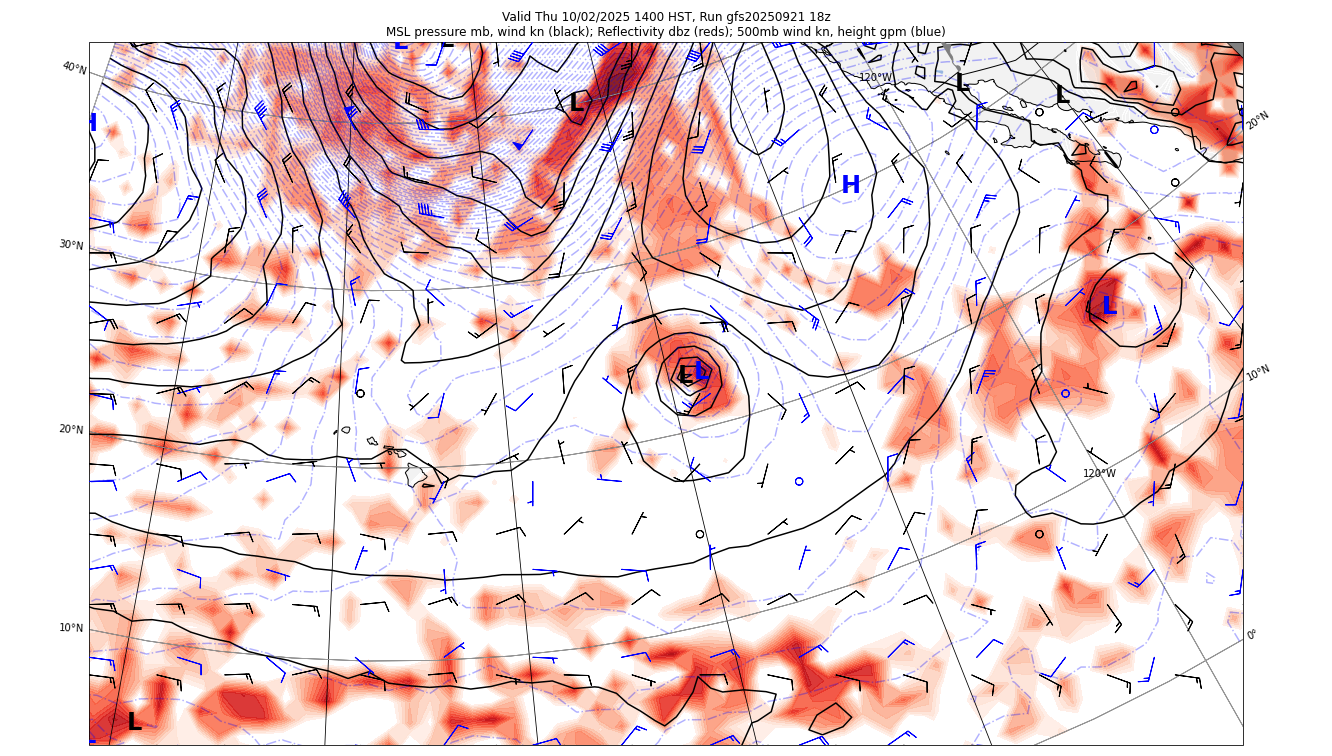 Valid Thu 10/02/2025 1400 HST, Run gfs20250921 18z
MSL pressure mb, wind kn (black); Reflectivity dbz (reds); 500mb wind kn, height gpm (blue)
L L
40°N
120°W
L
L
L
20°N
H
H
30°N
L
L L
10°N
20°N
120°W
10°N
0°
L